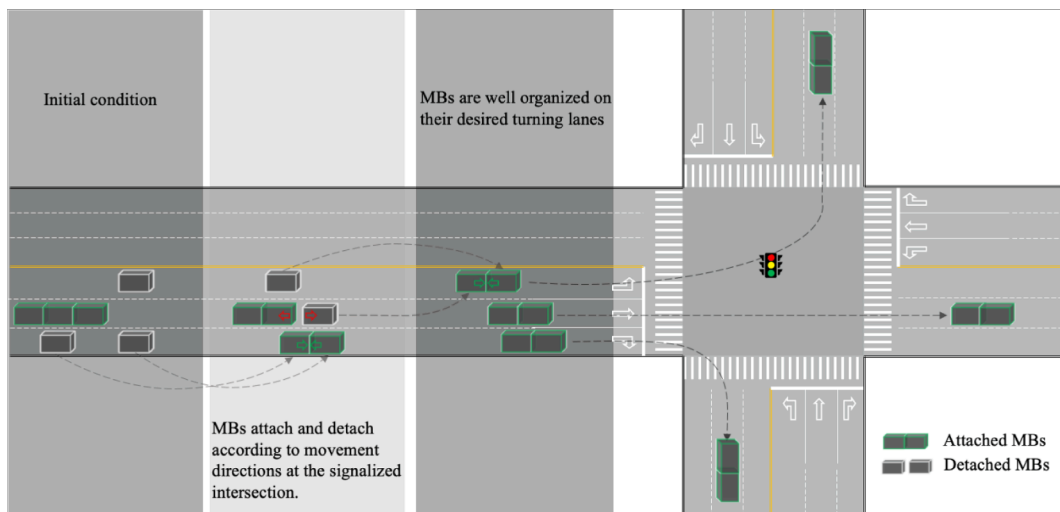 Initial condition
MBs are well organized on
their desired turning lanes
MBs attach and detach
according to movement
directions at the signalized
intersection.
Attached MBs
Detached MBs